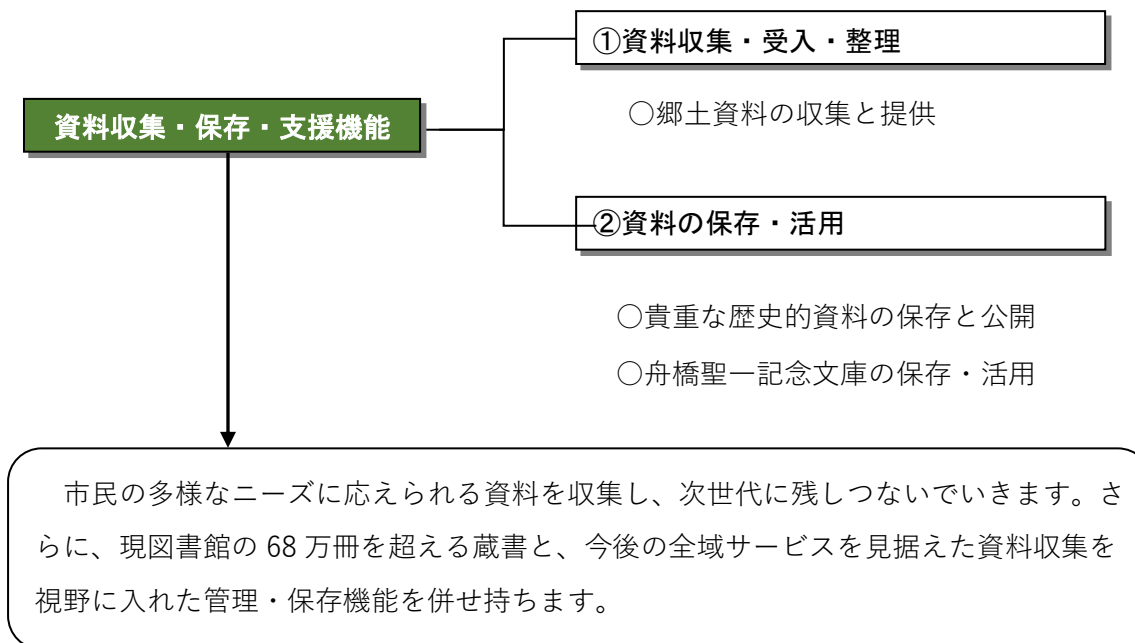 ①資料収集・受入・整理
○郷土資料の収集と提供
資料収集・保存・支援機能
②資料の保存・活用
○貴重な歴史的資料の保存と公開
○舟橋聖一記念文庫の保存・活用
市民の多様なニーズに応えられる資料を収集し、次世代に残しつないでいきます。さ
らに、現図書館の 68 万冊を超える蔵書と、今後の全域サービスを見据えた資料収集を
視野に入れた管理・保存機能を併せ持ちます。